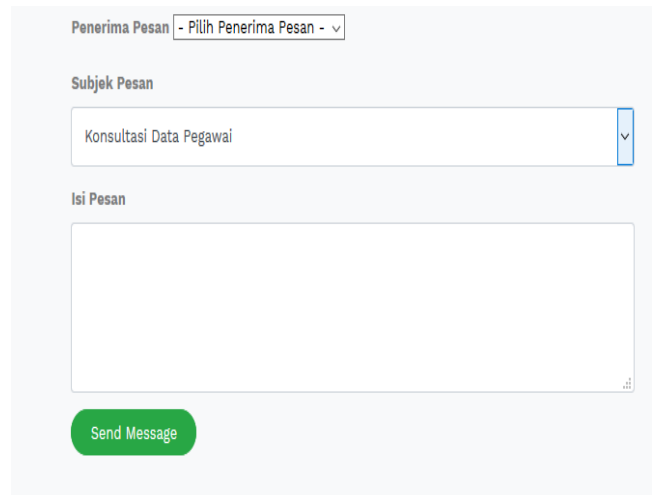 Penerima Pesan - Pilih Penerima Pesan -
Subjek Pesan
Konsultasi Data Pegawai
Isi Pesan
Send Message